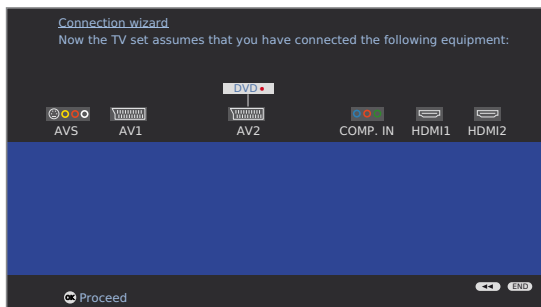 Connection wizard
Now the TV set assumes that you have connected the following equipment:
DVD
AVS AV1 AV2 COMP. IN HDMI1 HDMI2
END
OK Proceed